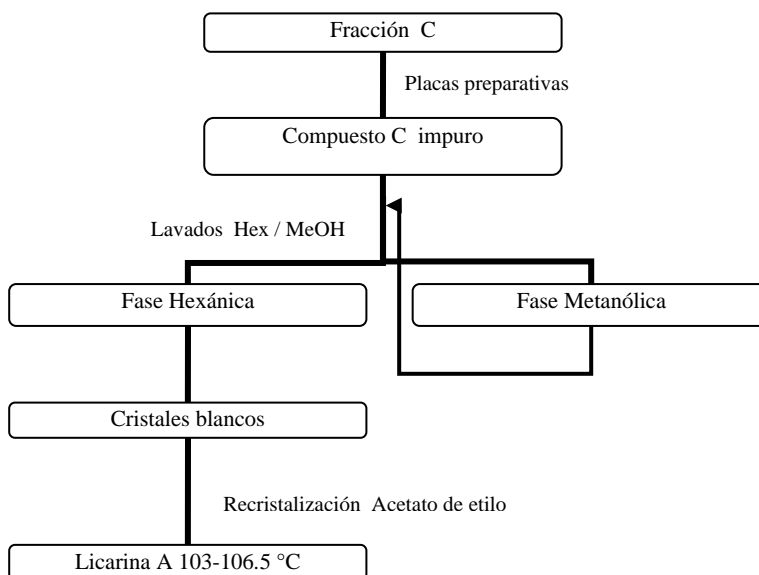 Fracción C
Placas preparativas
Compuesto C impuro
Lavados Hex / MeOH
Fase Hexánica
Fase Metanólica
Cristales blancos
Recristalización Acetato de etilo
Licarina A 103-106.5 °C